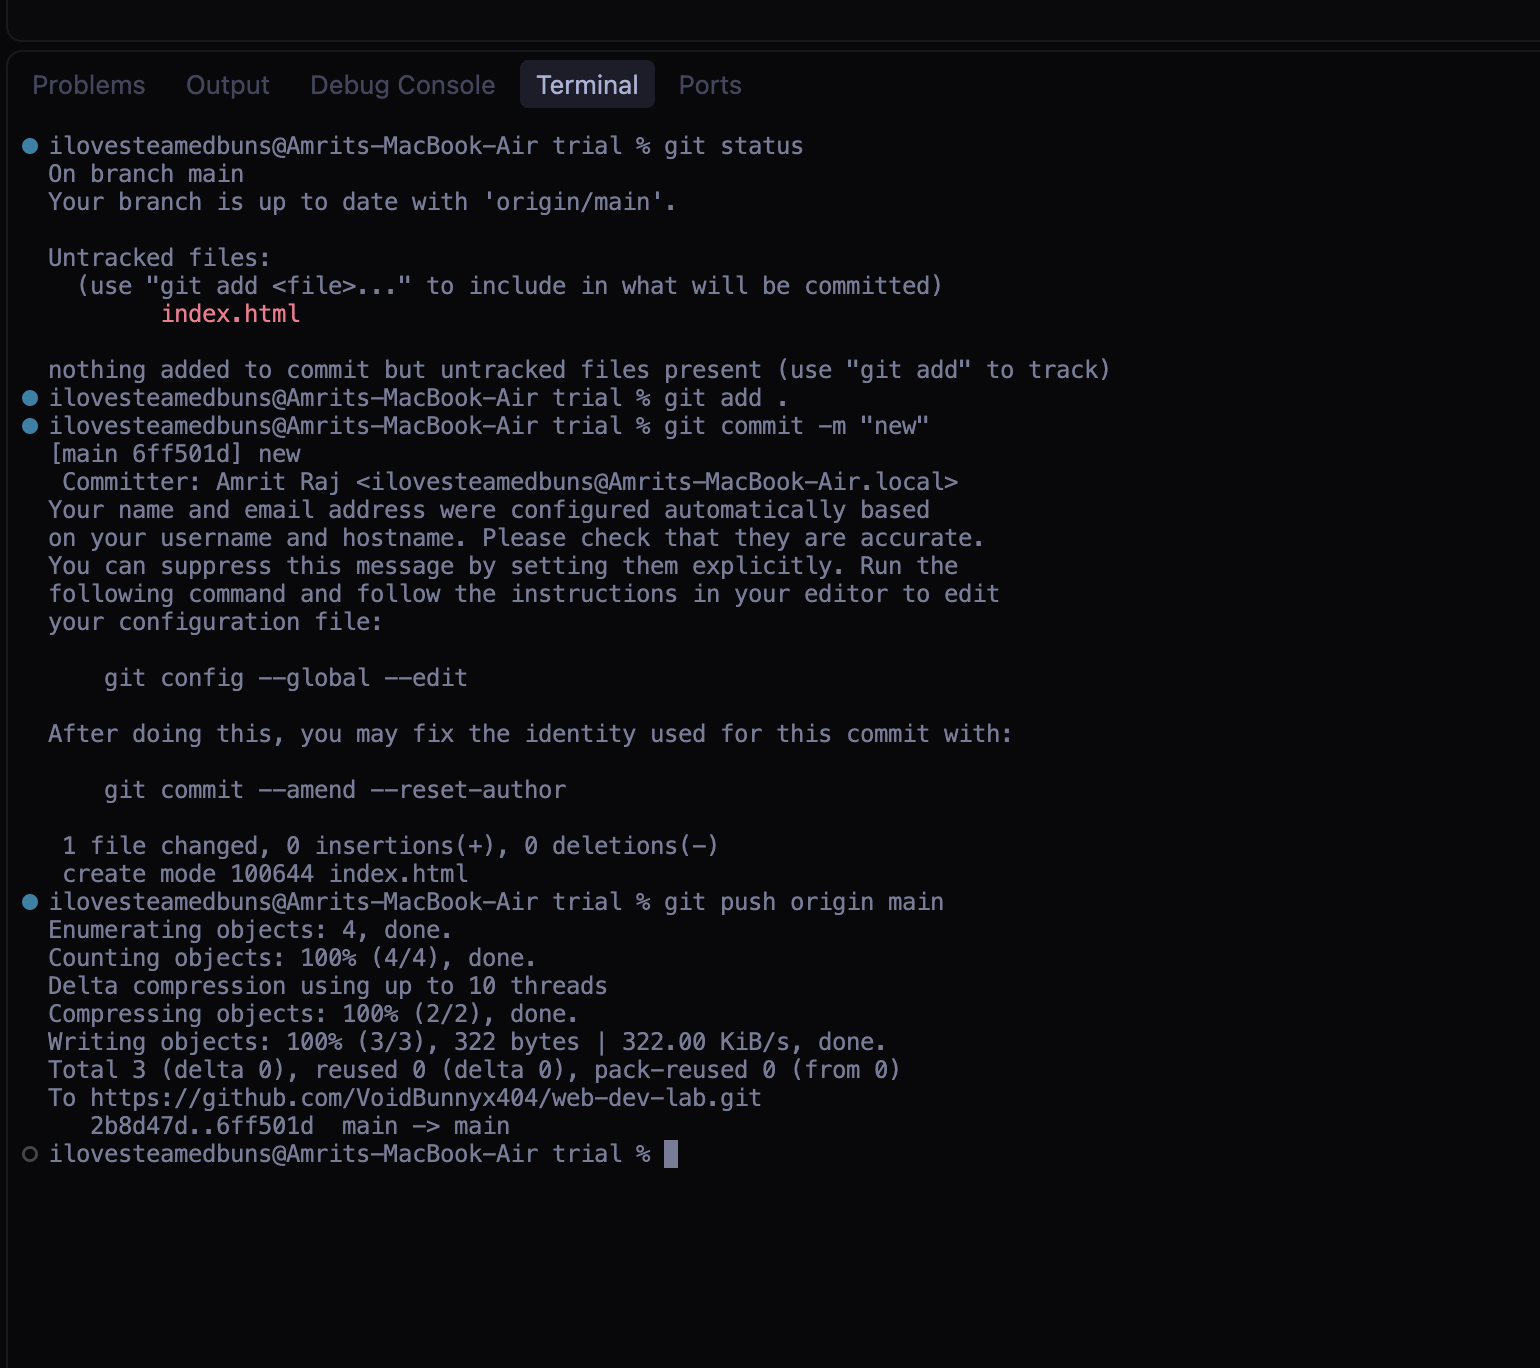 Problems Output Debug Console Terminal Ports
ilovesteamedbuns@Amrits-MacBook-Air trial % git status
On branch main
Your branch is up to date with 'origin/main'.
Untracked files:
(use "git add <file>..." to include in what will be committed)
index.html
nothing added to commit but untracked files present (use "git add" to track)
ilovesteamedbuns@Amrits-MacBook-Air trial % git add .
ilovesteamedbuns@Amrits-MacBook-Air trial % git commit -m "new"
[main 6ff501d] new
Committer: Amrit Raj <ilovesteamedbuns@Amrits-MacBook-Air.local>
Your name and email address were configured automatically based
on your username and hostname. Please check that they are accurate.
You can suppress this message by setting them explicitly. Run the
following command and follow the instructions in your editor to edit
your configuration file:
git config --global --edit
After doing this, you may fix the identity used for this commit with:
git commit --amend --reset-author
1 file changed, 0 insertions(+), 0 deletions(-)
create mode 100644 index.html
ilovesteamedbuns@Amrits-MacBook-Air trial % git push origin main
Enumerating objects: 4, done.
Counting objects: 100% (4/4), done.
Delta compression using up to 10 threads
Compressing objects: 100% (2/2), done.
Writing objects: 100% (3/3), 322 bytes | 322.00 KiB/s, done.
Total 3 (delta 0), reused 0 (delta 0), pack-reused 0 (from 0)
To https://github.com/VoidBunnyx404/web-dev-lab.git
2b8d47d..6ff501d  main -> main
ilovesteamedbuns@Amrits-MacBook-Air trial %